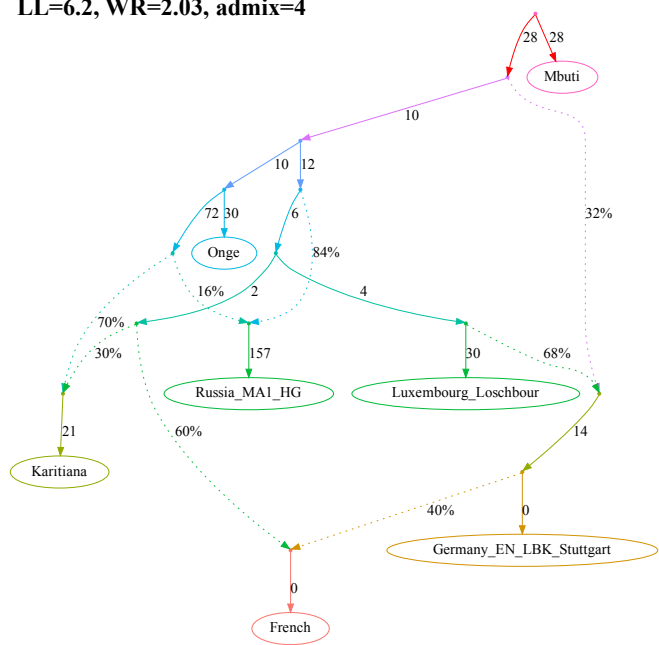 LL=6.2, WR=2.03, admix=4
28 28
Mbuti
10
10 12
72 30 6 32%
Onge 84%
16% 2 4
70%
30% 157 30 68%
Russia_MA1_HG Luxembourg_Loschbour
21 60% 14
Karitiana
40% 0
Germany_EN_LBK_Stuttgart
0
French